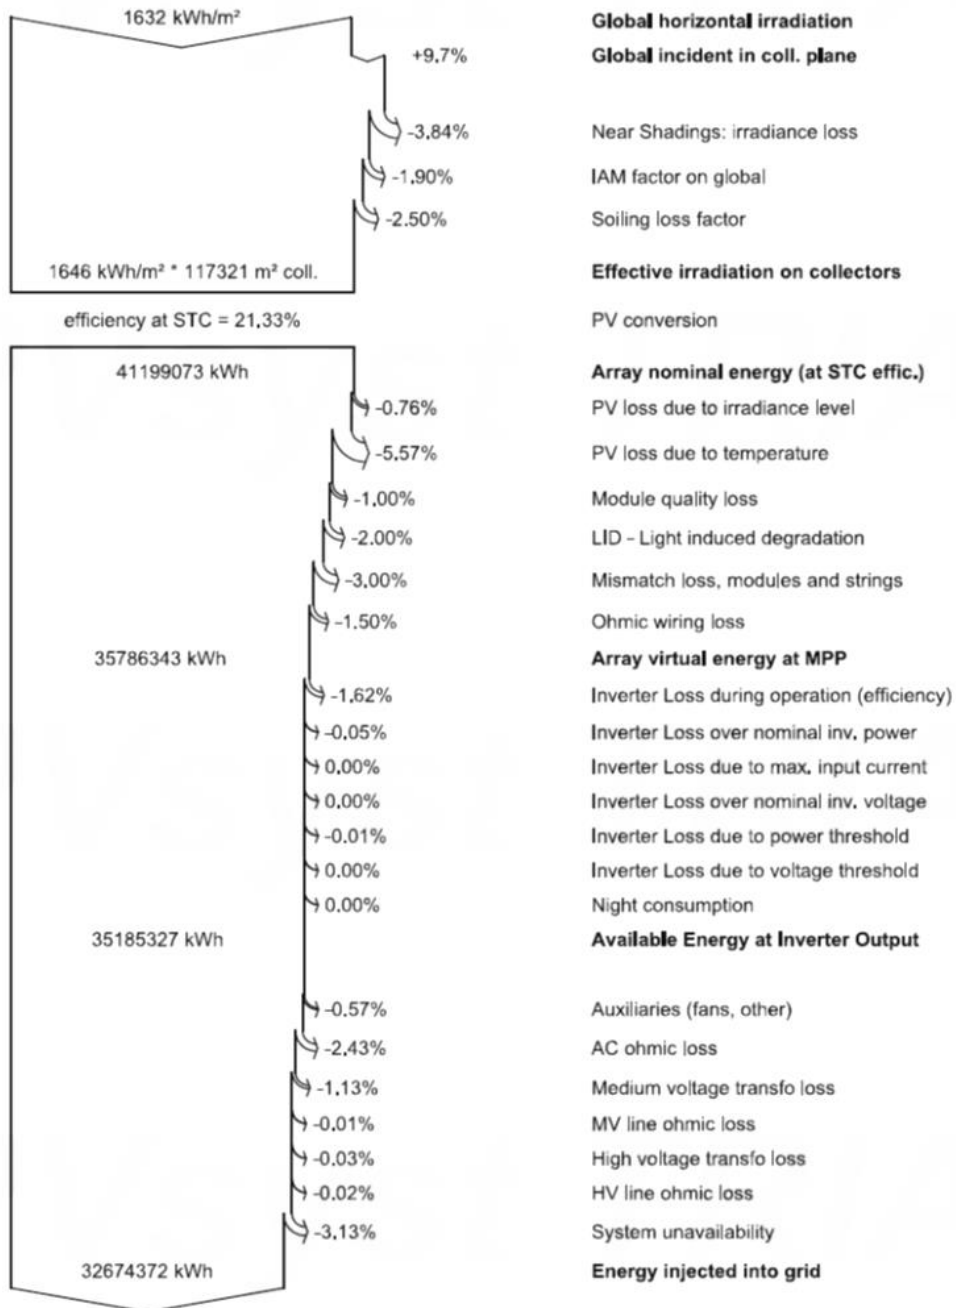 1632 kWh/m² Global horizontal irradiation
+9.7% Global incident in coll. plane
-3.84% Near Shadings: irradiance loss
-1.90% IAM factor on global
-2.50% Soiling loss factor
1646 kWh/m² * 117321 m² coll. Effective irradiation on collectors
efficiency at STC = 21.33% PV conversion
41199073 kWh Array nominal energy (at STC effic.)
-0.76% PV loss due to irradiance level
-5.57% PV loss due to temperature
-1.00% Module quality loss
-2.00% LID - Light induced degradation
-3.00% Mismatch loss, modules and strings
-1.50% Ohmic wiring loss
35786343 kWh Array virtual energy at MPP
-1.62% Inverter Loss during operation (efficiency)
-0.05% Inverter Loss over nominal inv. power
0.00% Inverter Loss due to max. input current
0.00% Inverter Loss over nominal inv. voltage
-0.01% Inverter Loss due to power threshold
0.00% Inverter Loss due to voltage threshold
0.00% Night consumption
35185327 kWh Available Energy at Inverter Output
-0.57% Auxiliaries (fans, other)
-2.43% AC ohmic loss
-1.13% Medium voltage transfo loss
-0.01% MV line ohmic loss
-0.03% High voltage transfo loss
-0.02% HV line ohmic loss
-3.13% System unavailability
32674372 kWh Energy injected into grid